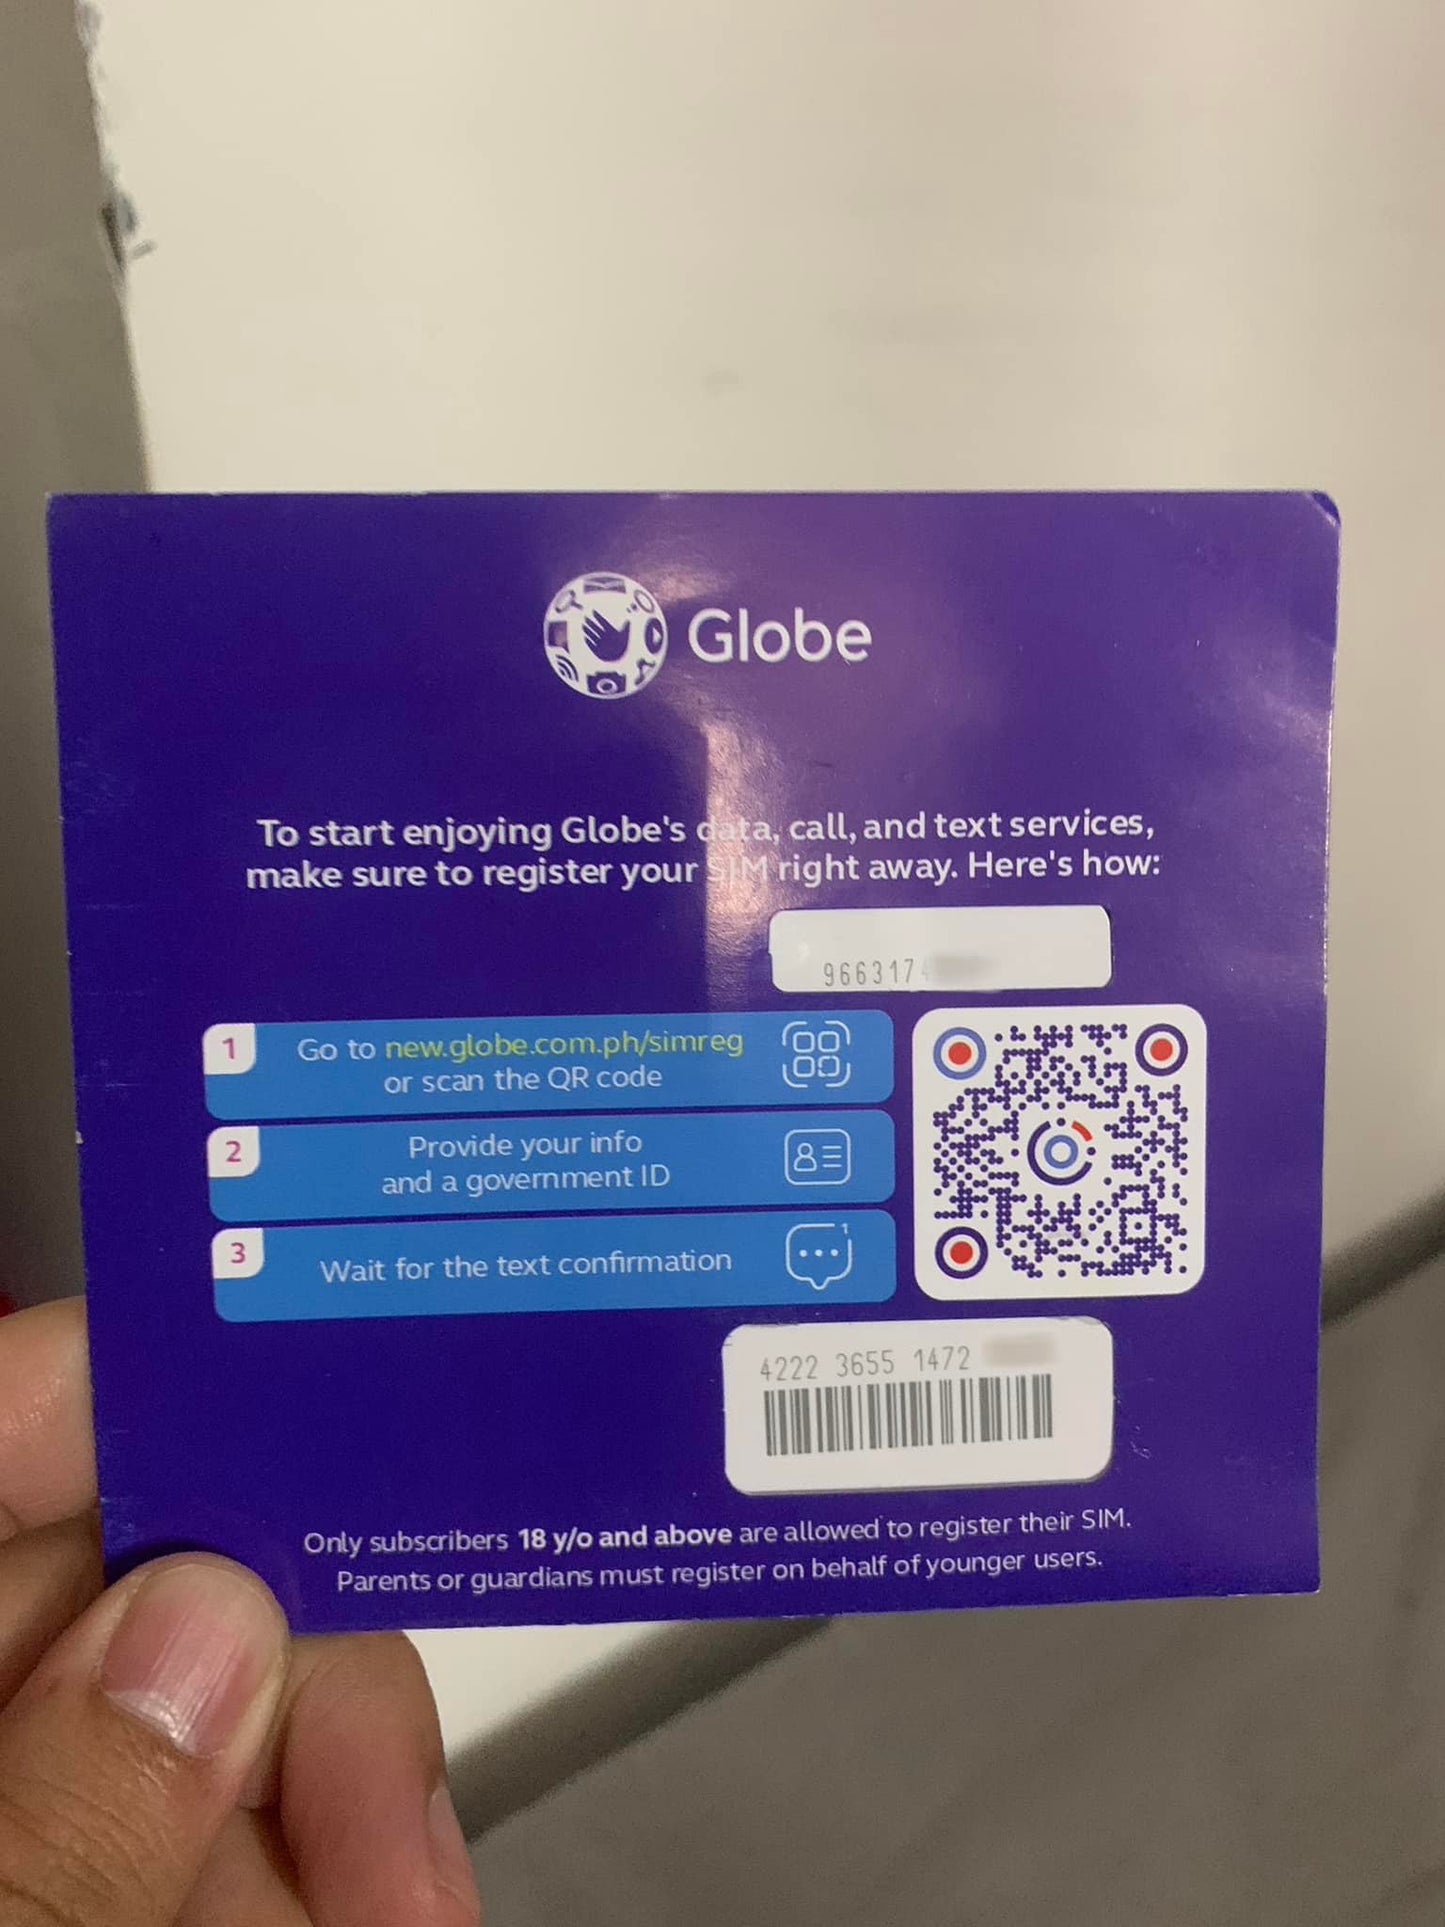 Globe
To start enjoying Globe's data, call, and text services,
make sure to register your SIM right away. Here's how:
9663174
1
Go to new.globe.com.ph/simreg
or scan the QR code
2
Provide your info
and a government ID
3
Wait for the text confirmation
4222 3655 1472
Only subscribers 18 y/o and above are allowed to register their SIM.
Parents or guardians must register on behalf of younger users.